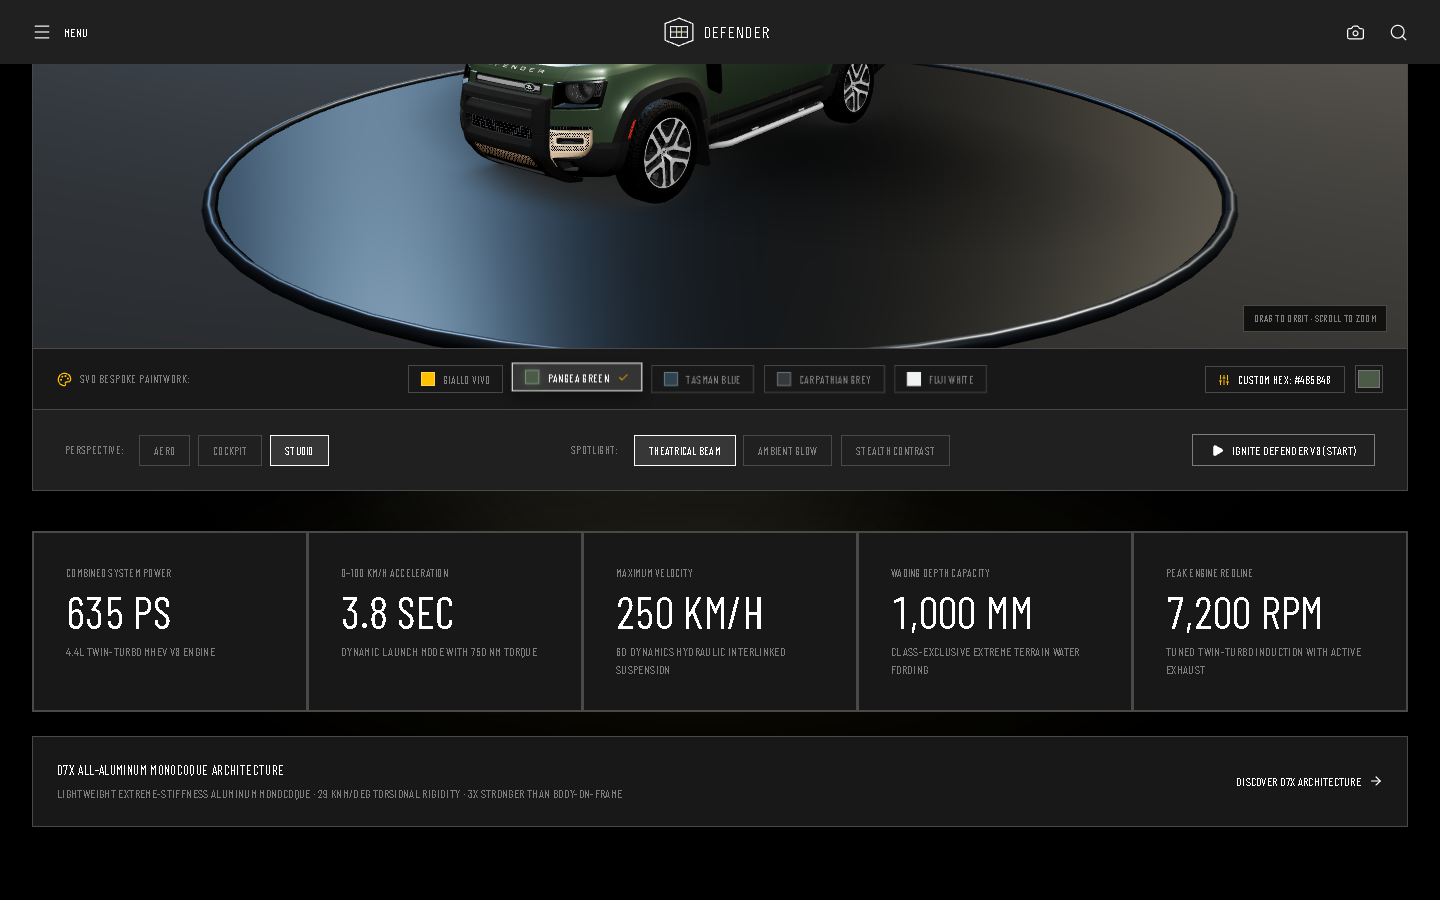 MENU
DEFENDER
DEFENDER
DRAG TO ORBIT · SCROLL TO ZOOM
SVO BESPOKE PAINTWORK:
GIALLO VIVO
PANGEA GREEN
TASMAN BLUE
CARPATHIAN GREY
FUJI WHITE
CUSTOM HEX: #4B5B46
PERSPECTIVE:
AERO
COCKPIT
STUDIO
SPOTLIGHT:
THEATRICAL BEAM
AMBIENT GLOW
STEALTH CONTRAST
IGNITE DEFENDER V8 (START)
COMBINED SYSTEM POWER
635 PS
4.4L TWIN-TURBO MHEV V8 ENGINE
0-100 KM/H ACCELERATION
3.8 SEC
DYNAMIC LAUNCH MODE WITH 750 NM TORQUE
MAXIMUM VELOCITY
250 KM/H
6D DYNAMICS HYDRAULIC INTERLINKED
SUSPENSION
WADING DEPTH CAPACITY
1,000 MM
CLASS-EXCLUSIVE EXTREME TERRAIN WATER
FORDING
PEAK ENGINE REDLINE
7,200 RPM
TUNED TWIN-TURBO INDUCTION WITH ACTIVE
EXHAUST
D7X ALL-ALUMINUM MONOCOQUE ARCHITECTURE
LIGHTWEIGHT EXTREME-STIFFNESS ALUMINUM MONOCOQUE · 29 KNM/DEG TORSIONAL RIGIDITY · 3X STRONGER THAN BODY-ON-FRAME
DISCOVER D7X ARCHITECTURE